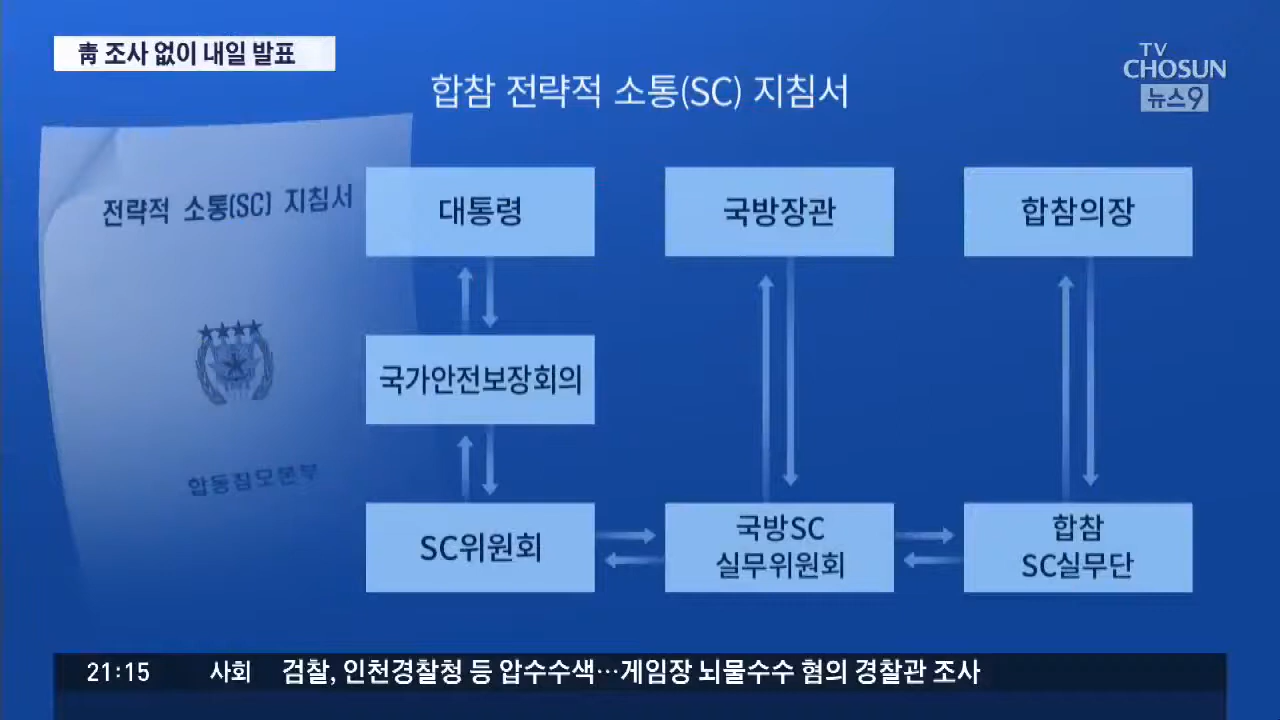 靑 조사 없이 내일 발표
TV
CHOSUN
뉴스9
합참 전략적 소통(SC) 지침서
전략적 소통(SC) 지침서
합동참모본부
대통령
국방장관
합참의장
국가안전보장회의
SC위원회
국방SC
실무위원회
합참
SC실무단
21:15 사회 검찰, 인천경찰청 등 압수수색…게임장 뇌물수수 혐의 경찰관 조사